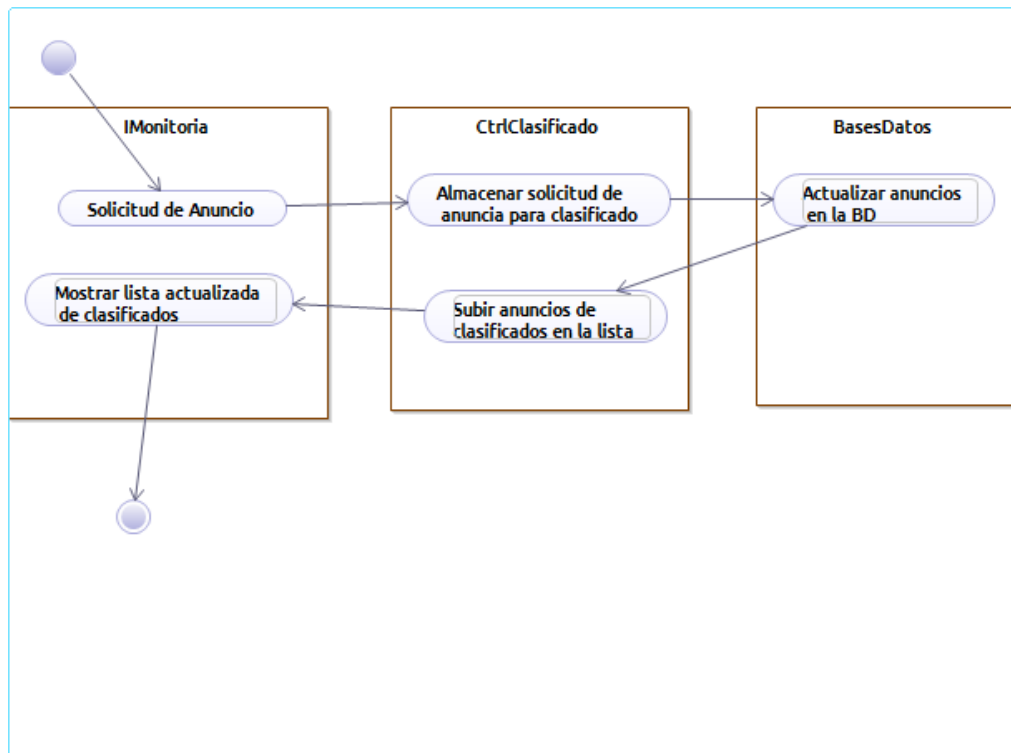 IMonitoria
CtrlClasificado
BasesDatos
Solicitud de Anuncio
Almacenar solicitud de
anuncia para clasificado
Actualizar anuncios
en la BD
Mostrar lista actualizada
de clasificados
Subir anuncios de
clasificados en la lista